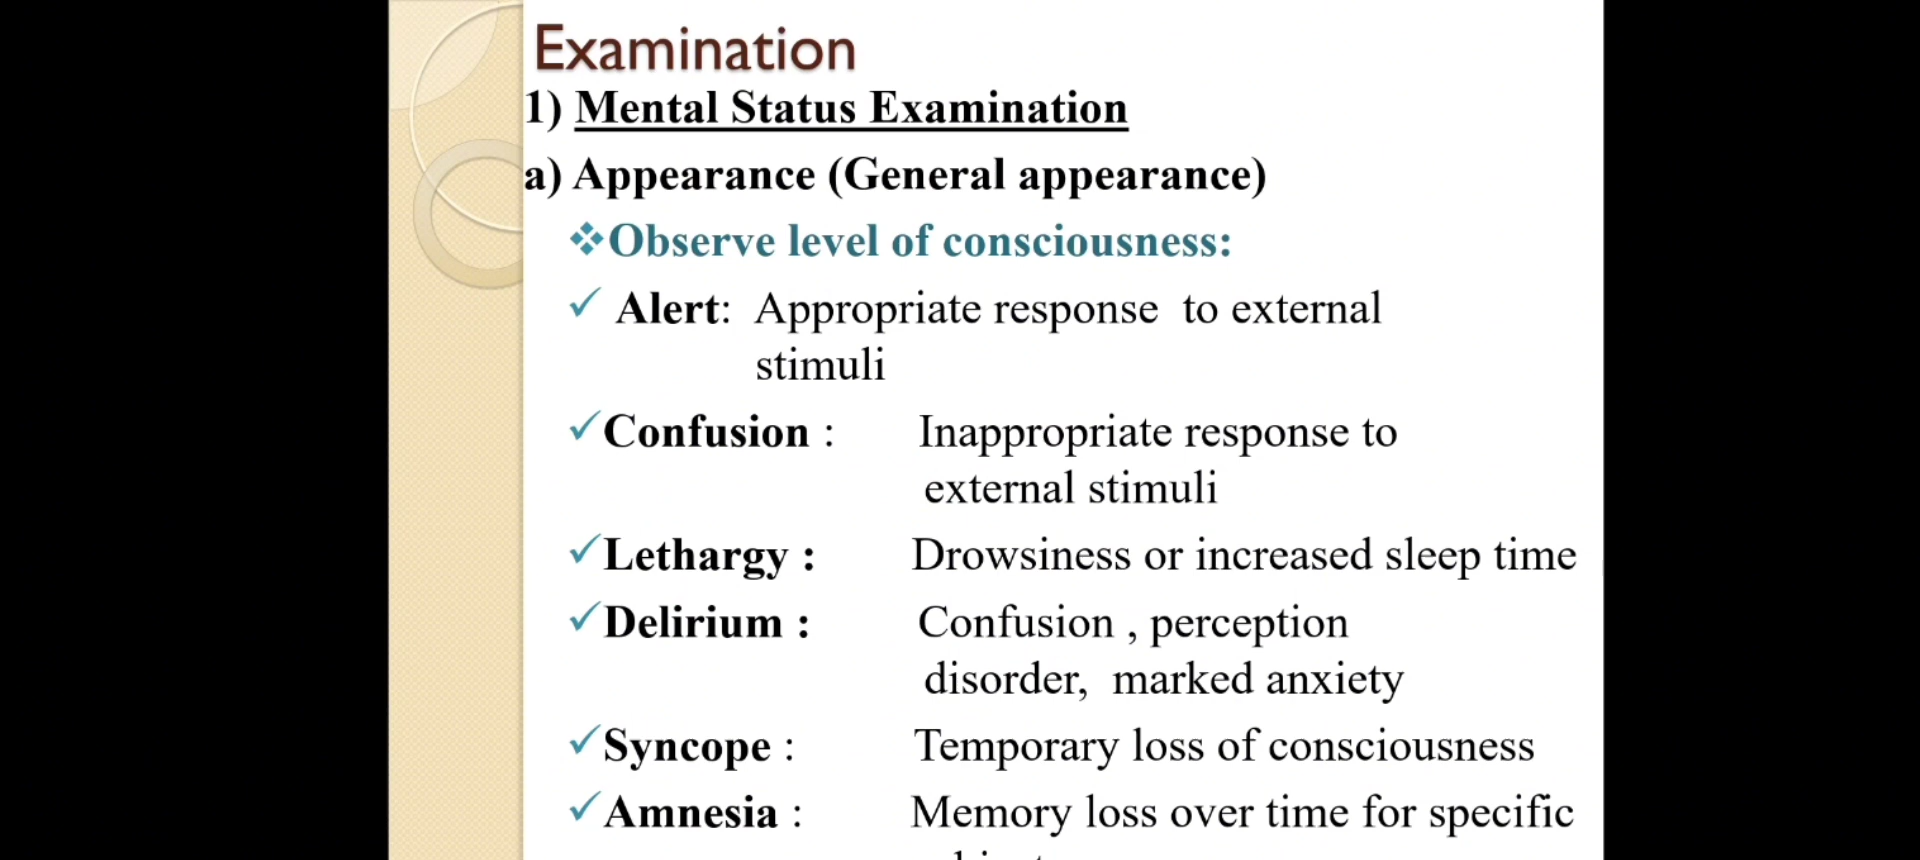 Examination
1) Mental Status Examination
a) Appearance (General appearance)
❖Observe level of consciousness:
✓ Alert: Appropriate response to external
stimuli
✓Confusion : Inappropriate response to
external stimuli
✓Lethargy : Drowsiness or increased sleep time
✓Delirium : Confusion , perception
disorder, marked anxiety
✓Syncope : Temporary loss of consciousness
✓Amnesia : Memory loss over time for specific